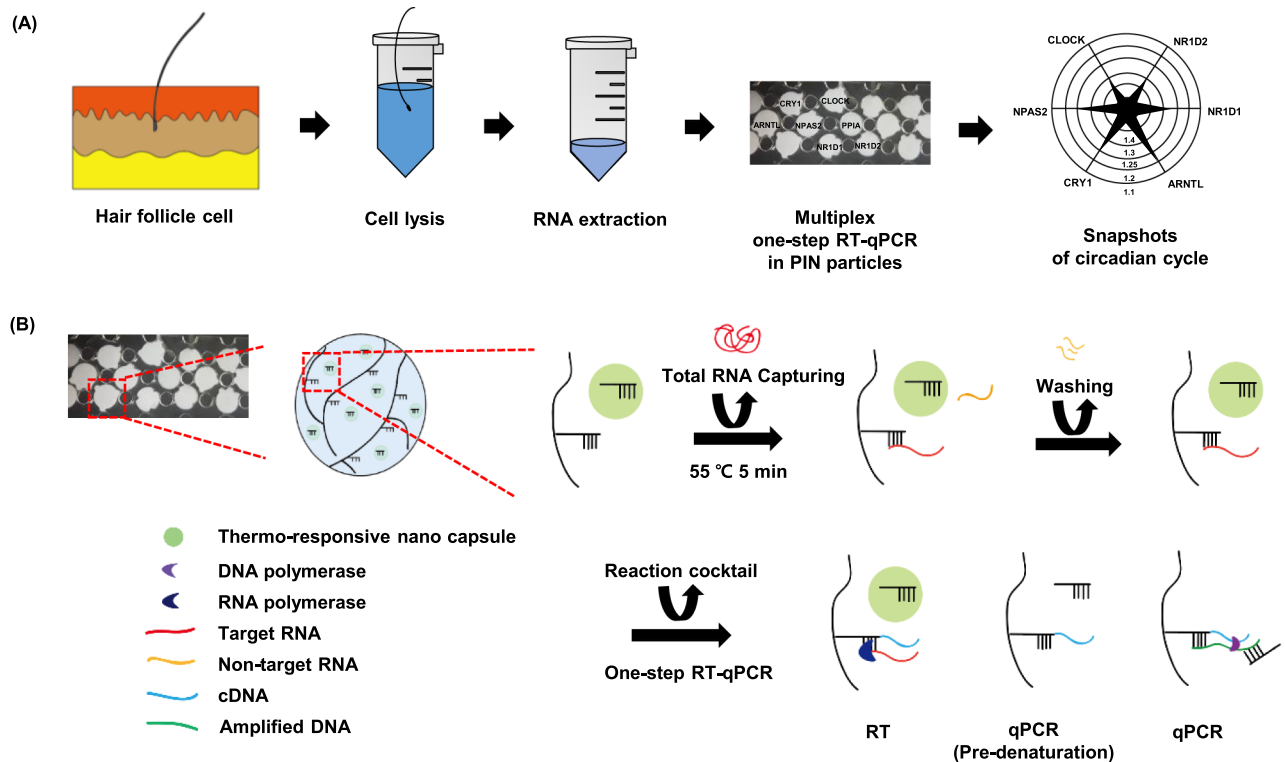 (A)
Hair follicle cell
Cell lysis
RNA extraction
CRY1
CLOCK
ARNTL
NPAS2
PPIA
NR1D1
NR1D2
Multiplex
one-step RT-qPCR
in PIN particles
CLOCK
NR1D2
NPAS2
NR1D1
CRY1
ARNTL
1.4
1.3
1.25
1.2
1.1
Snapshots
of circadian cycle
(B)
Total RNA Capturing
55 ℃ 5 min
Washing
Thermo-responsive nano capsule
DNA polymerase
RNA polymerase
Target RNA
Non-target RNA
cDNA
Amplified DNA
Reaction cocktail
One-step RT-qPCR
RT
qPCR
(Pre-denaturation)
qPCR